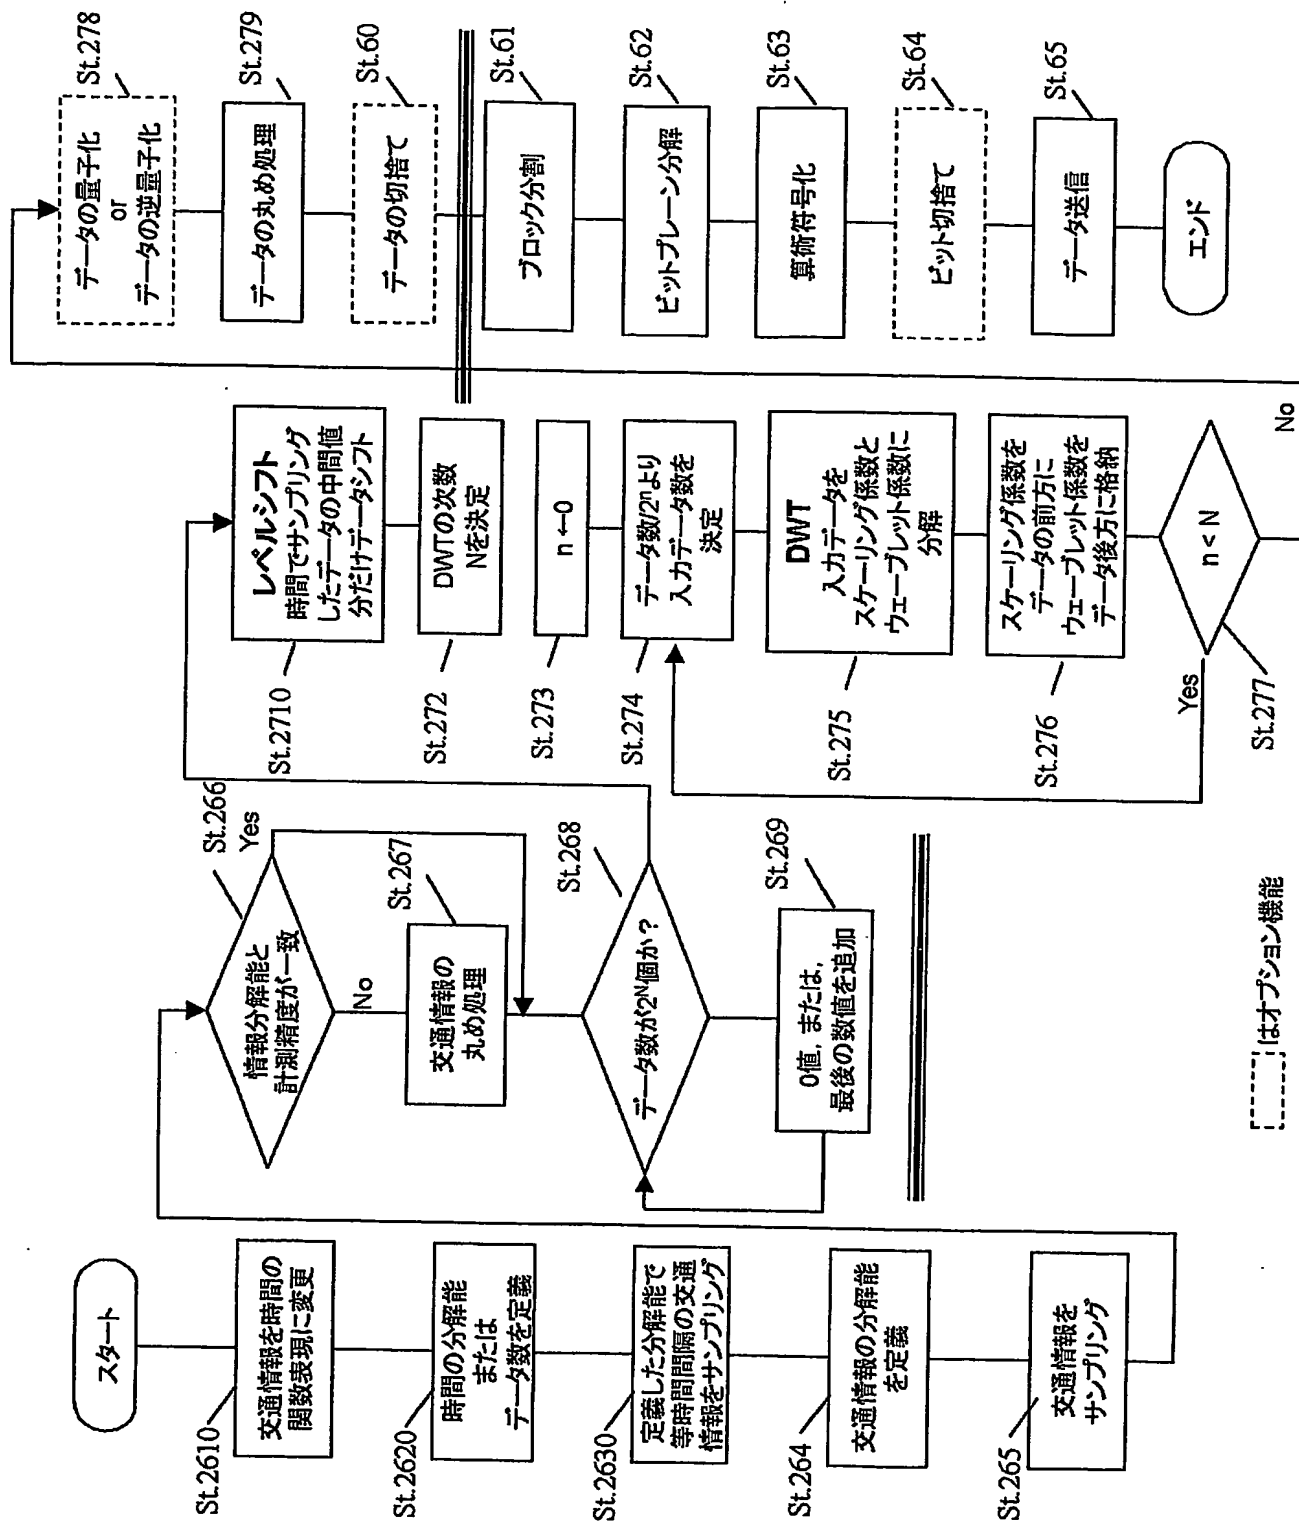 スタート
St.2610
交通情報を時間の
関数表現に変更
St.2620
時間の分解能
または
データ数を定義
St.2630
定義した分解能で
等時間間隔の交通
情報をサンプリング
St.264
交通情報の分解能
を定義
St.265
交通情報を
サンプリング
St.266
情報分解能と
計測精度が一致
Yes
No
St.267
交通情報の
丸め処理
St.268
データ数が2ᴺ個か?
St.269
0値, または,
最後の数値を追加
St.2710
レベルシフト
時間でサンプリング
したデータの中間値
分だけデータシフト
St.272
DWTの次数
Nを決定
St.273
n←0
St.274
データ数/2ⁿより
入力データ数を
決定
St.275
DWT
入力データを
スケーリング係数と
ウェーブレット係数に
分解
St.276
スケーリング係数を
データの前方に
ウェーブレット係数を
データ後方に格納
St.277
n < N
Yes
No
St.278
データの量子化
or
データの逆量子化
St.279
データの丸め処理
St.60
データの切捨て
St.61
ブロック分割
St.62
ビットプレーン分解
St.63
算術符号化
St.64
ビット切捨て
St.65
データ送信
エンド
はオプション機能